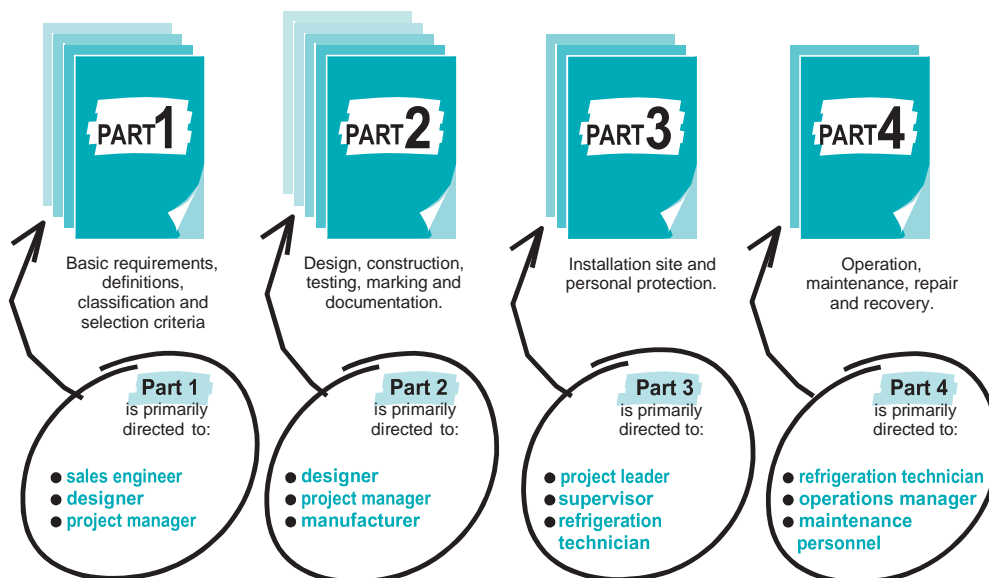 PART1
PART2
PART3
PART4
Basic requirements,
definitions,
classification and
selection criteria
Design, construction,
testing, marking and
documentation.
Installation site and
personal protection.
Operation,
maintenance, repair
and recovery.
Part 1
is primarily
directed to:
● sales engineer
● designer
● project manager
Part 2
is primarily
directed to:
● designer
● project manager
● manufacturer
Part 3
is primarily
directed to:
● project leader
● supervisor
● refrigeration
technician
Part 4
is primarily
directed to:
● refrigeration technician
● operations manager
● maintenance
personnel